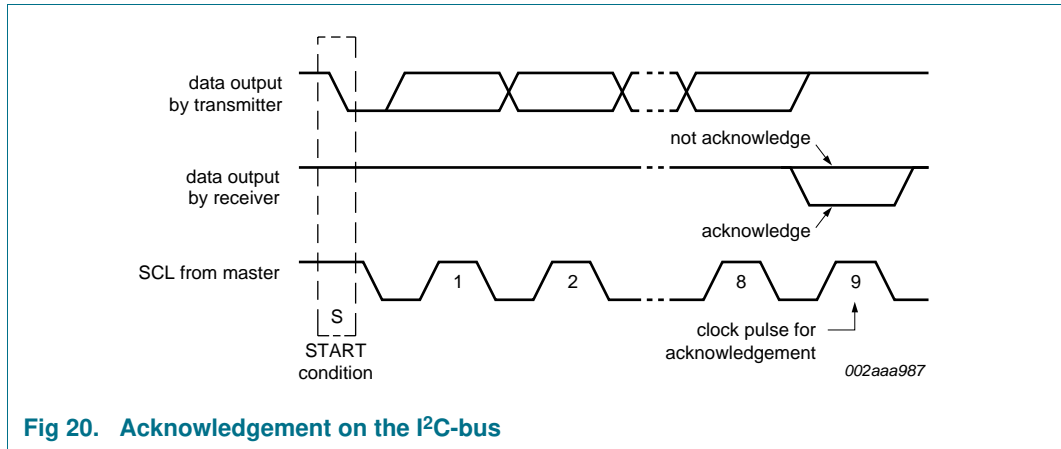 data output
by transmitter
not acknowledge
data output
by receiver
acknowledge
SCL from master
1
2
8
9
S
START
condition
clock pulse for
acknowledgement
002aaa987
Fig 20. Acknowledgement on the I²C-bus